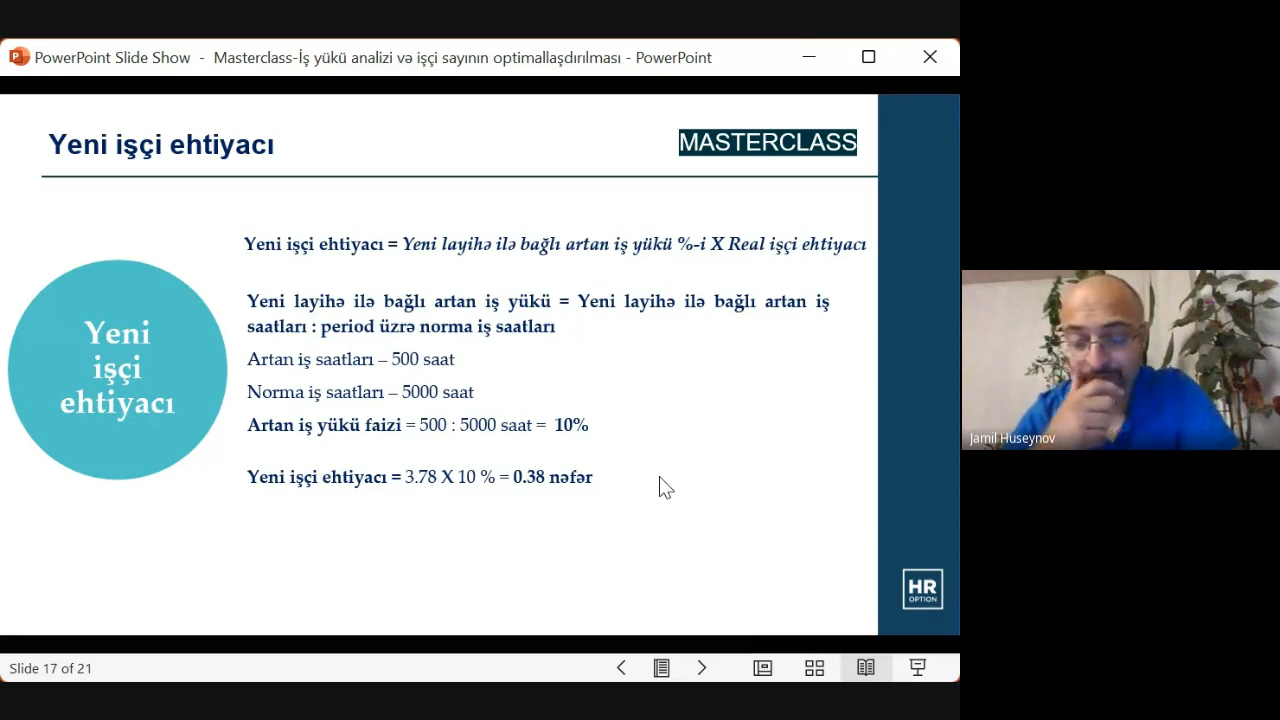 PowerPoint Slide Show - Masterclass-İş yükü analizi və işçi sayının optimallaşdırılması - PowerPoint
Yeni işçi ehtiyacı
MASTERCLASS
Yeni işçi ehtiyacı = Yeni layihə ilə bağlı artan iş yükü %-i X Real işçi ehtiyacı
Yeni layihə ilə bağlı artan iş yükü = Yeni layihə ilə bağlı artan iş
saatları : period üzrə norma iş saatları
Artan iş saatları – 500 saat
Norma iş saatları – 5000 saat
Artan iş yükü faizi = 500 : 5000 saat = 10%
Yeni işçi ehtiyacı = 3.78 X 10 % = 0.38 nəfər
Yeni
işçi
ehtiyacı
HR
OPTION
Slide 17 of 21
Jamil Huseynov